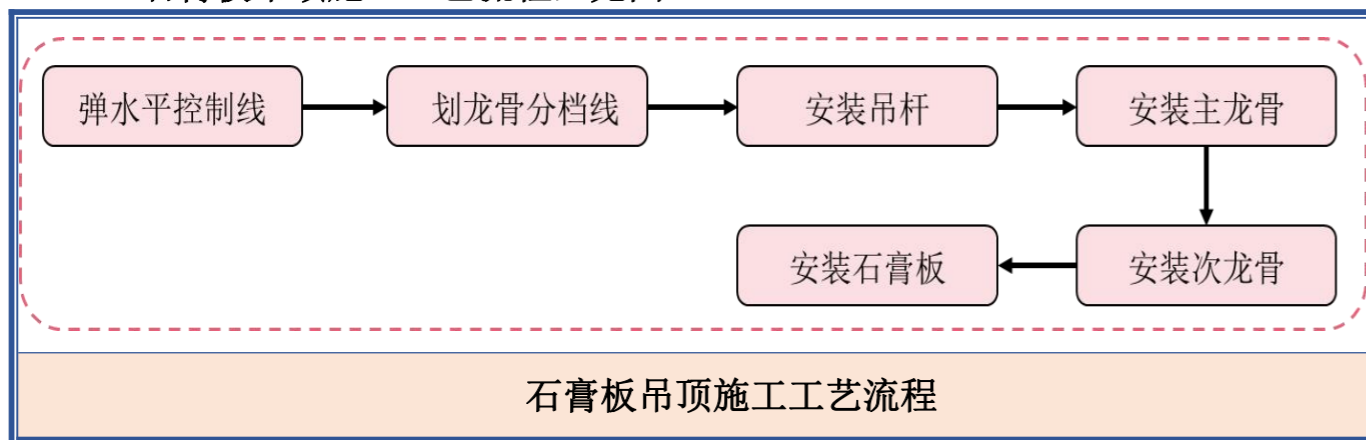 弹水平控制线
划龙骨分档线
安装吊杆
安装主龙骨
安装次龙骨
安装石膏板
石膏板吊顶施工工艺流程